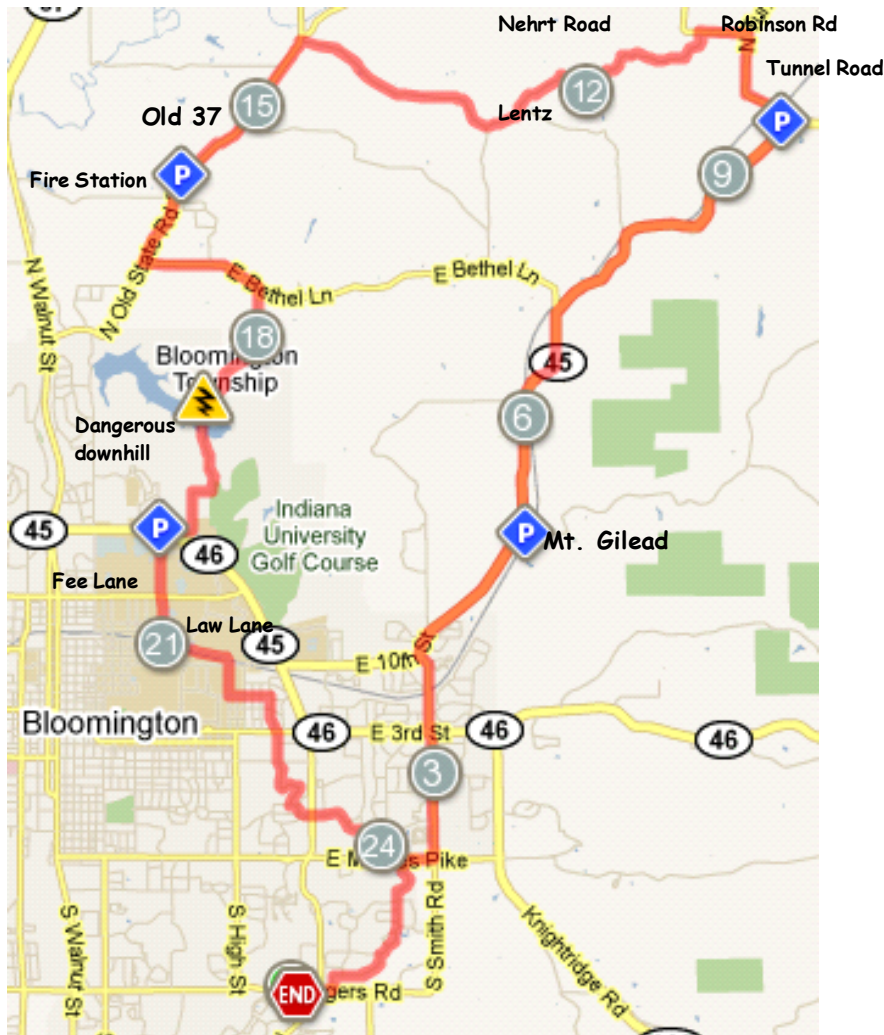 Nehrt Road
Robinson Rd
N
Tunnel Road
12
15
Old 37
Lentz
P
9
Fire Station
P
N Old State Rd
N Walnut St
E Bethel Ln
E Bethel Ln
18
Bloomington
Township
45
6
Dangerous
downhill
Indiana
University
Golf Course
45
P
46
P
Mt. Gilead
Fee Lane
Law Lane
21
45
E 10th St
Bloomington
46
E 3rd St
46
46
3
24
E Pike
S Walnut St
S High St
S Smith Rd
Knightridge Rd
END
gers Rd